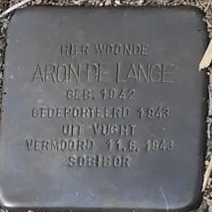 HIER WOONDE
ARON DE LANGE
GEB. 1942
GEDEPORTEERD 1943
UIT VUGHT
VERMOORD 11.6.1943
SOBIBOR